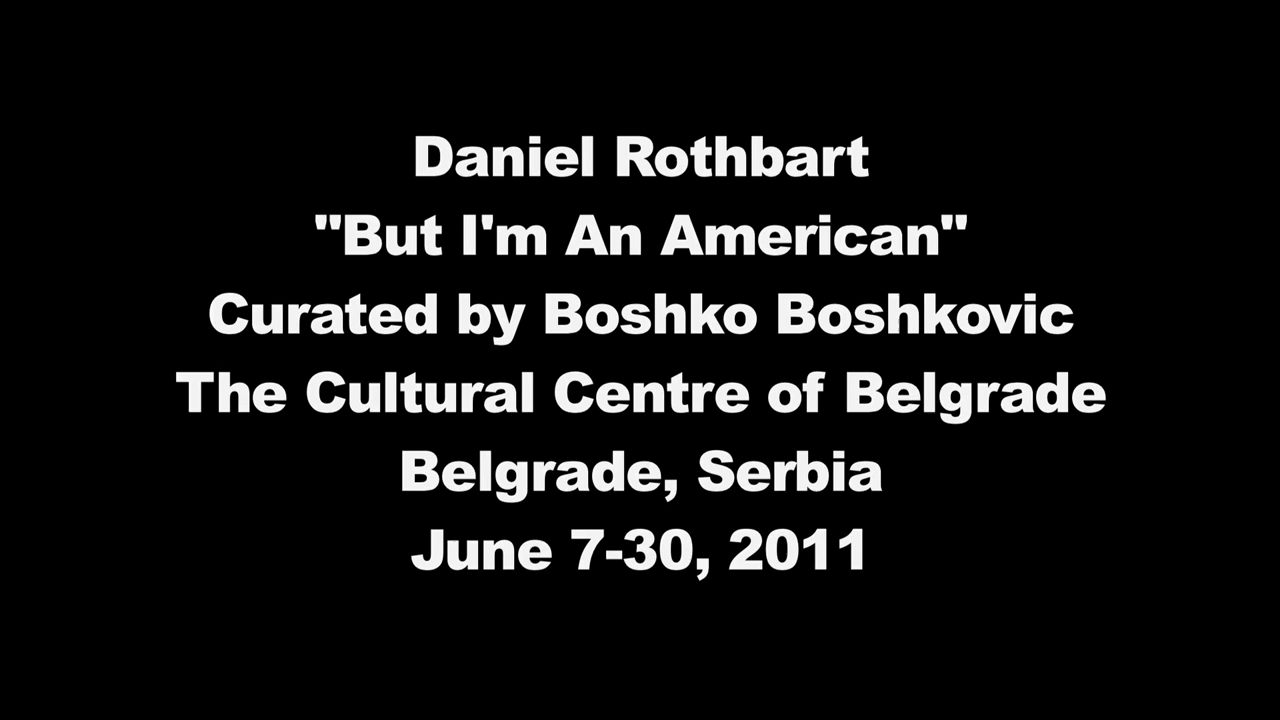 Daniel Rothbart
"But I'm An American"
Curated by Boshko Boshkovic
The Cultural Centre of Belgrade
Belgrade, Serbia
June 7-30, 2011